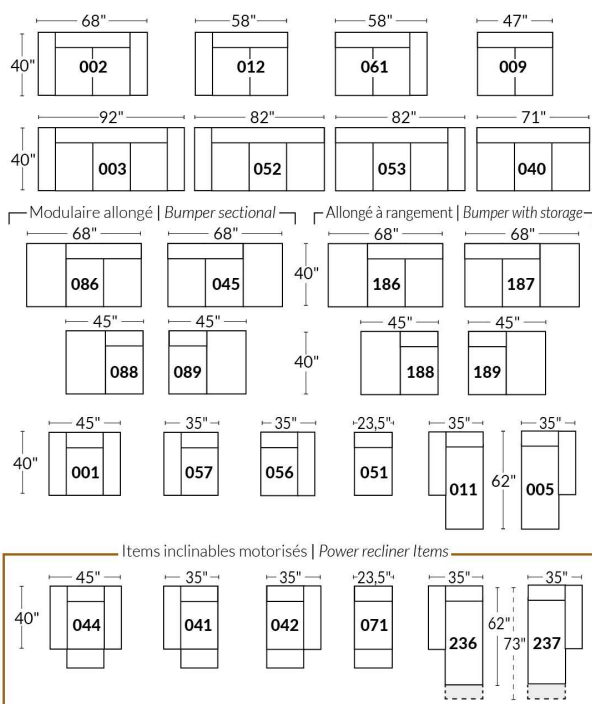 68" 58" 58" 47"
40" 002 012 061 009
92" 82" 82" 71"
40" 003 052 053 040
Modulaire allongé | Bumper sectional Allongé à rangement | Bumper with storage
68" 68" 68" 68"
086 045 40" 186 187
45" 45" 45" 45"
088 089 40" 188 189
45" 35" 35" 23,5" 35" 35"
40" 001 057 056 051 011 62" 005
Items inclinables motorisés | Power recliner Items
45" 35" 35" 23,5" 35" 35"
40" 044 041 042 071 236 62" 73" 237